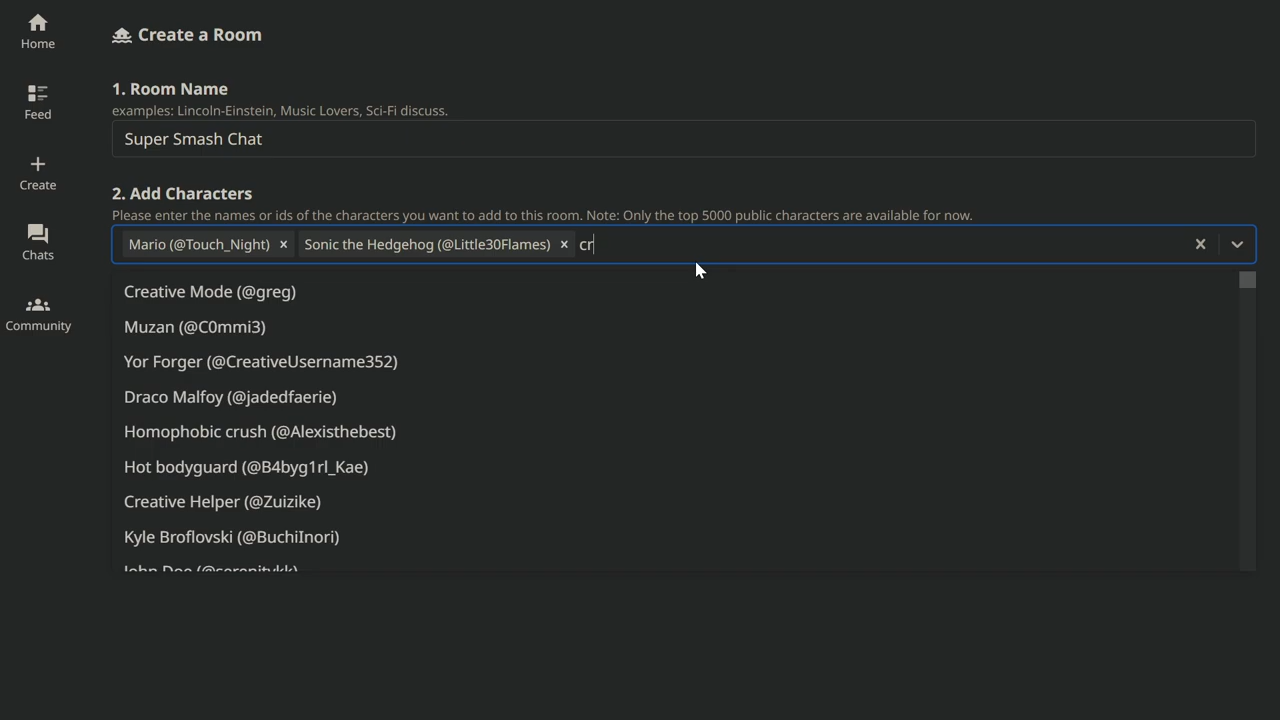 Home
Feed
Create
Chats
Community
Create a Room
1. Room Name
examples: Lincoln-Einstein, Music Lovers, Sci-Fi discuss.
Super Smash Chat
2. Add Characters
Please enter the names or ids of the characters you want to add to this room. Note: Only the top 5000 public characters are available for now.
Mario (@Touch_Night) × Sonic the Hedgehog (@Little30Flames) × cr
Creative Mode (@greg)
Muzan (@C0mmi3)
Yor Forger (@CreativeUsername352)
Draco Malfoy (@jadedfaerie)
Homophobic crush (@Alexisthebest)
Hot bodyguard (@B4byg1rl_Kae)
Creative Helper (@Zuizike)
Kyle Broflovski (@BuchiInori)
John Doe (@serenitykk)